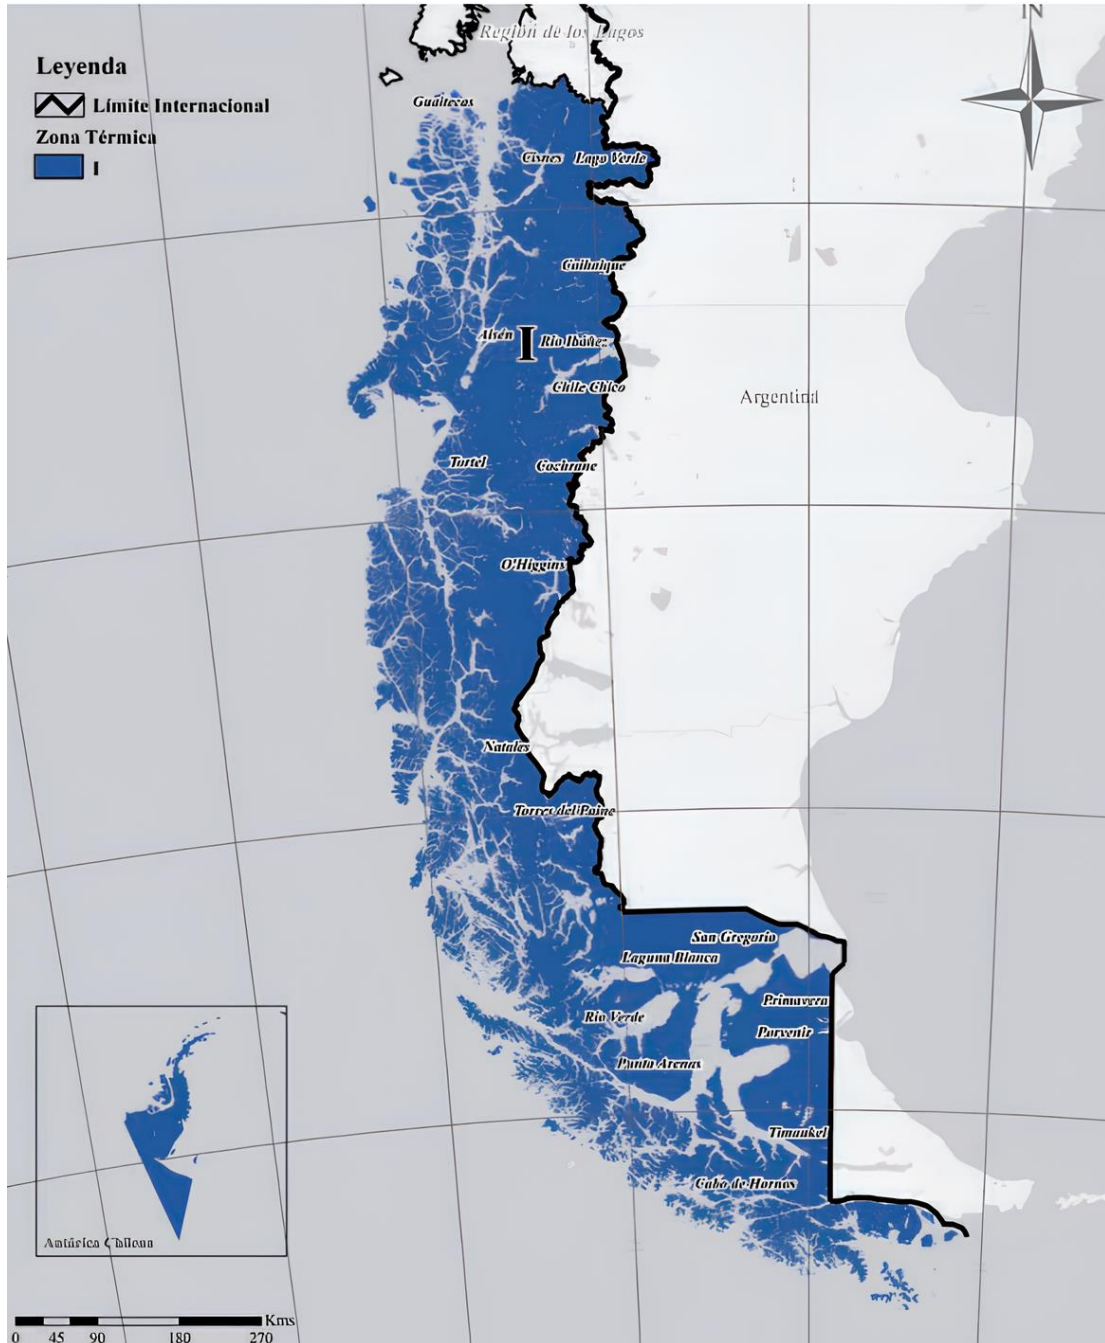 N
Región de los Lagos
Leyenda
Límite Internacional
Zona Térmica
I
Guaitecas
Cisnes
Lago Verde
Coihaique
Aisén
I
Río Ibáñez
Chile Chico
Argentina
Tortel
Cochrane
O'Higgins
Natales
Torres del Paine
San Gregorio
Laguna Blanca
Primavera
Río Verde
Porvenir
Punta Arenas
Timaukel
Cabo de Hornos
Antártica Chilena
Kms
0 45 90 180 270